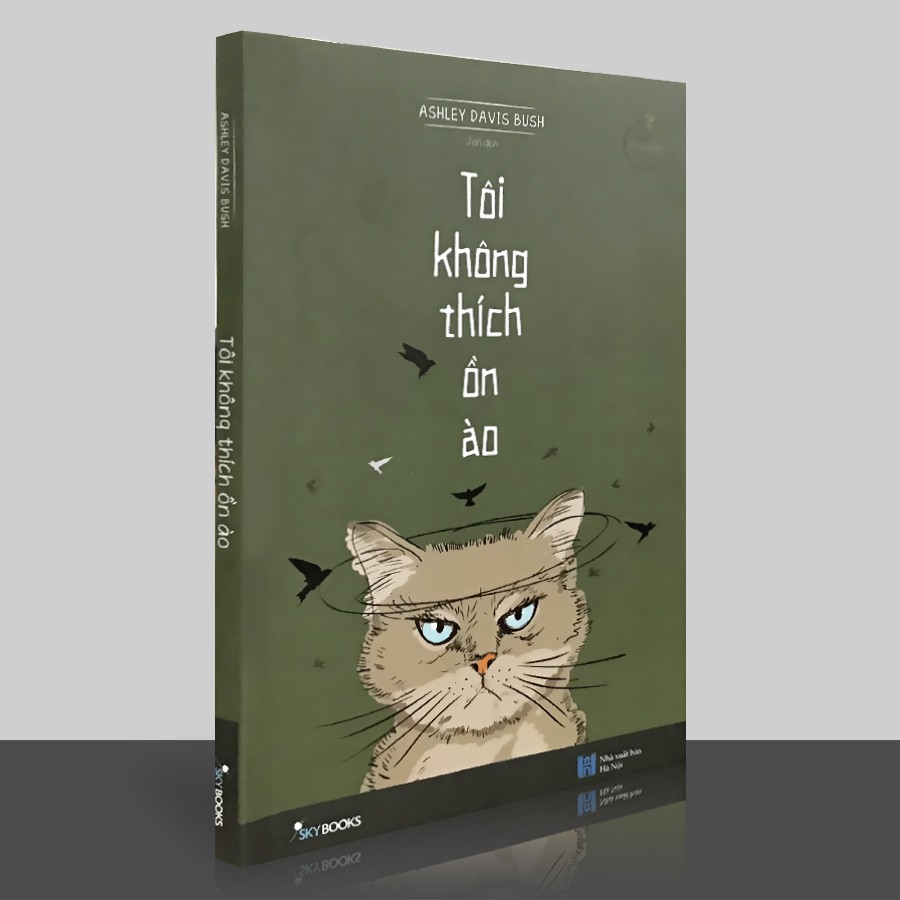 ASHLEY DAVIS BUSH
Tôi
không
thích
ồn
ào
Nhà xuất bản
Hà Nội
SKYBOOKS
ASHLEY DAVIS BUSH
Tôi không thích ồn ào
SKYBOOKS